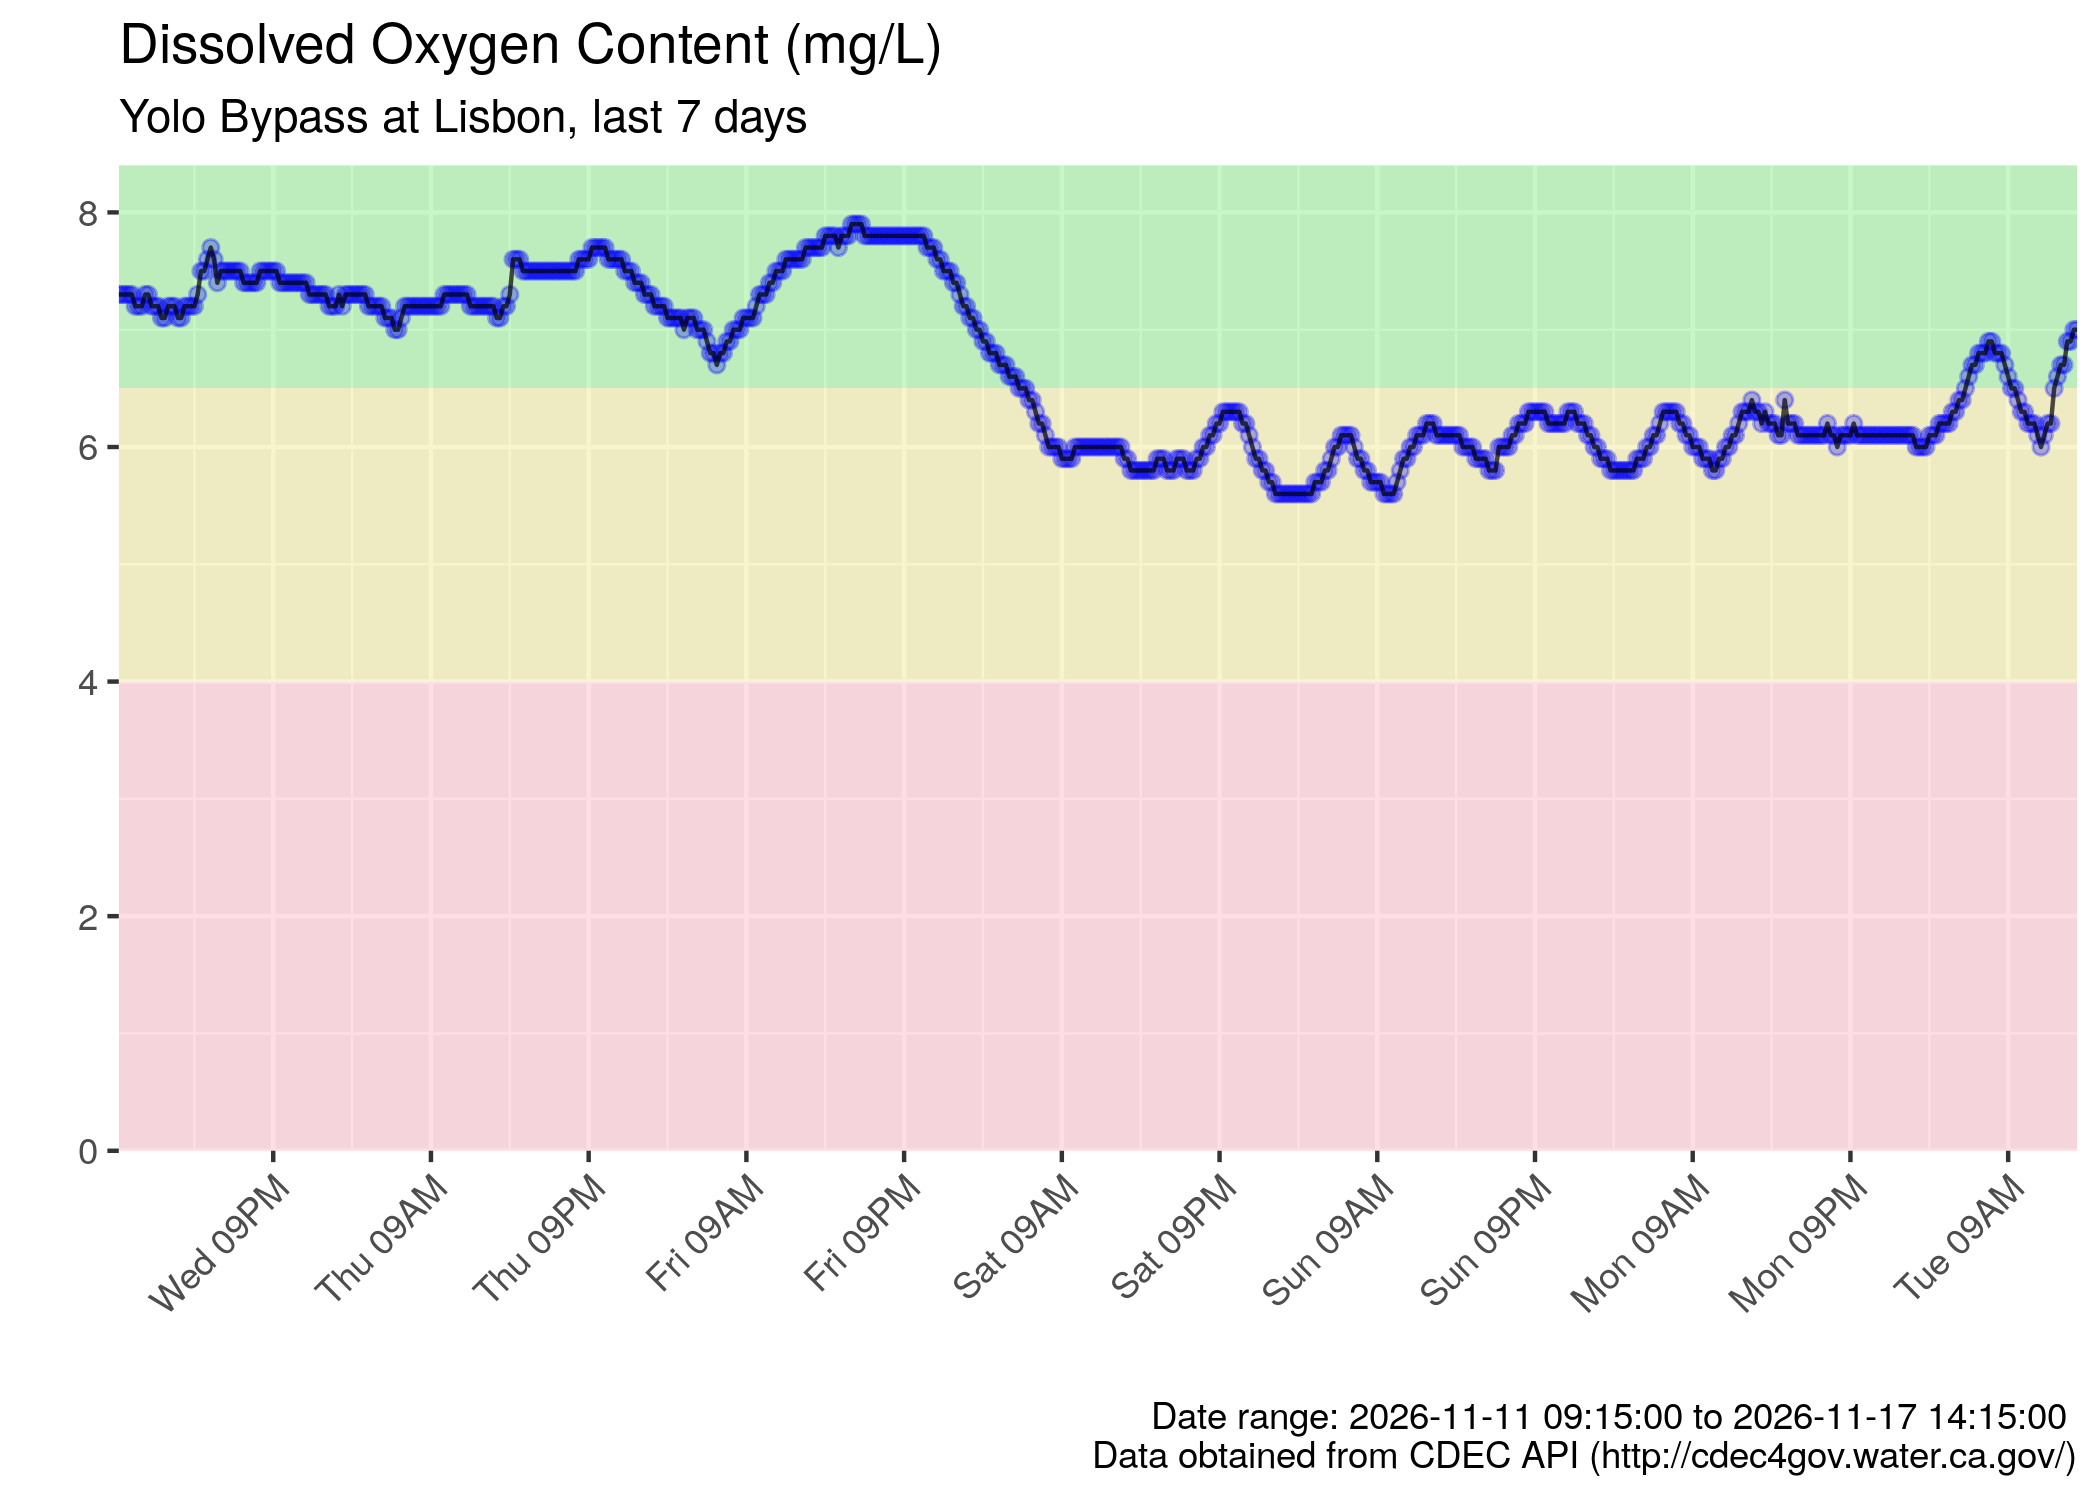 Dissolved Oxygen Content (mg/L)
Yolo Bypass at Lisbon, last 7 days
8
6
4
2
0
Wed 09PM
Thu 09AM
Thu 09PM
Fri 09AM
Fri 09PM
Sat 09AM
Sat 09PM
Sun 09AM
Sun 09PM
Mon 09AM
Mon 09PM
Tue 09AM
Date range: 2026-11-11 09:15:00 to 2026-11-17 14:15:00
Data obtained from CDEC API (http://cdec4gov.water.ca.gov/)